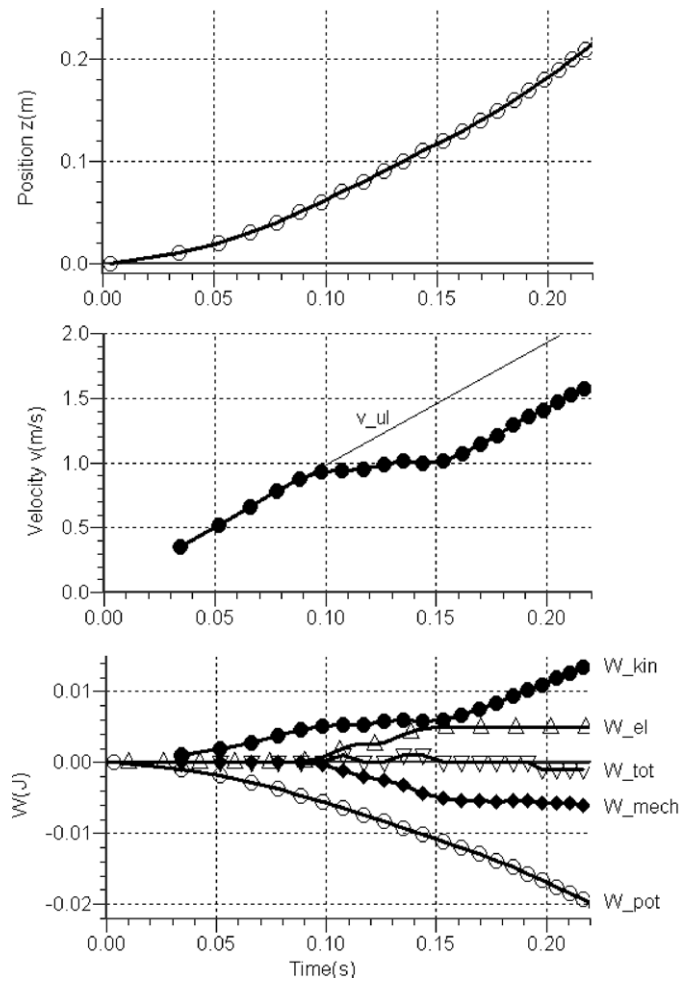 Position z(m)
0.2
0.1
0.0
0.00 0.05 0.10 0.15 0.20
Velocity v(m/s)
2.0
1.5
1.0
0.5
0.0
v_ul
0.00 0.05 0.10 0.15 0.20
W(J)
0.01
0.00
-0.01
-0.02
W_kin
W_el
W_tot
W_mech
W_pot
0.00 0.05 0.10 0.15 0.20
Time(s)